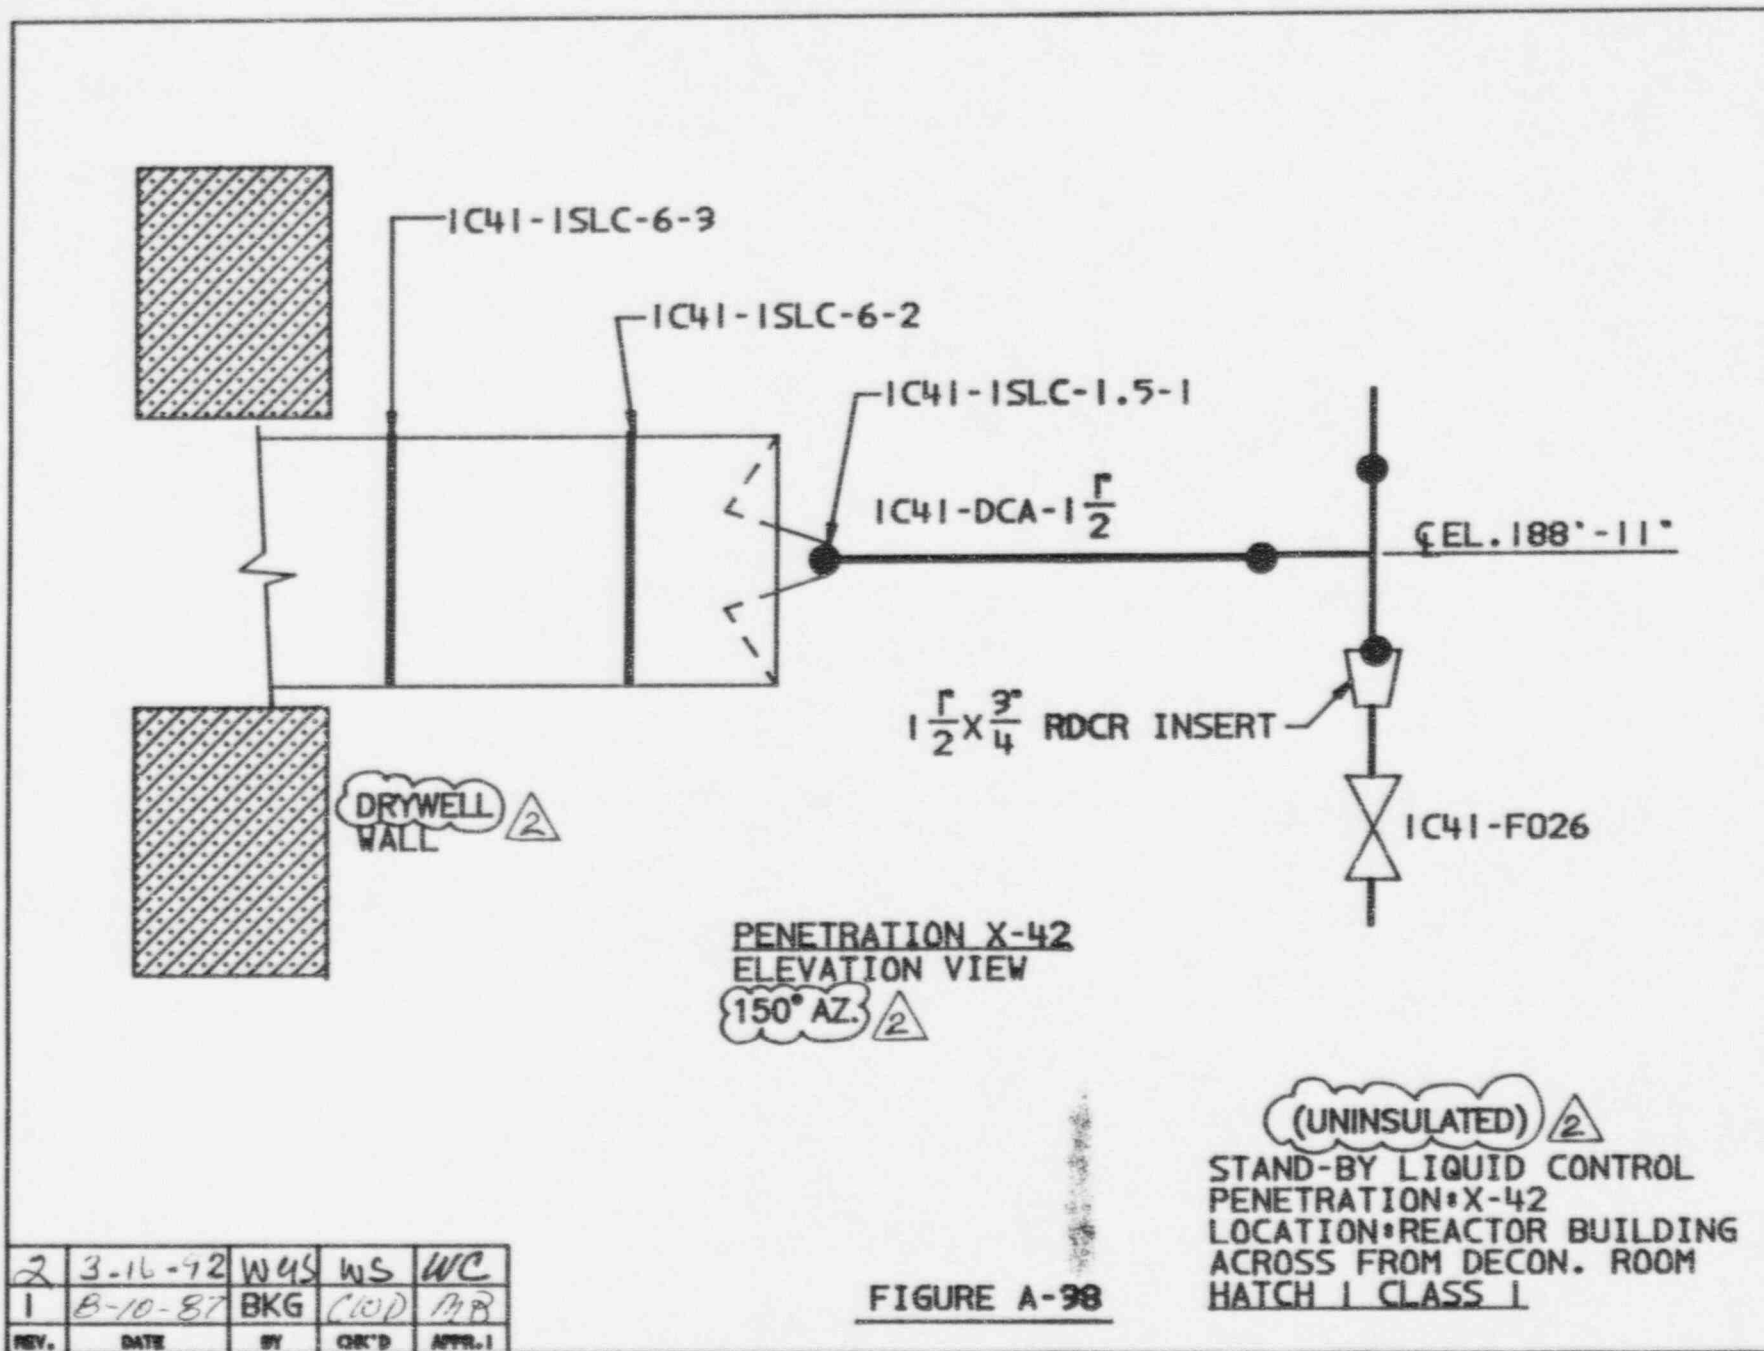 1C41-1SLC-6-3
1C41-1SLC-6-2
1C41-1SLC-1.5-1
1C41-DCA-1 1"/2
℄ EL. 188'-11"
1 1"/2 X 3"/4 RDCR INSERT
1C41-F026
DRYWELL
WALL
2
PENETRATION X-42
ELEVATION VIEW
150° AZ.
2
(UNINSULATED)
2
STAND-BY LIQUID CONTROL
PENETRATION:X-42
LOCATION:REACTOR BUILDING
ACROSS FROM DECON. ROOM
HATCH 1 CLASS 1
FIGURE A-98
2 3-16-92 WS WC
1 8-10-87 BKG CWD
REV. DATE BY CHK'D APPR.1